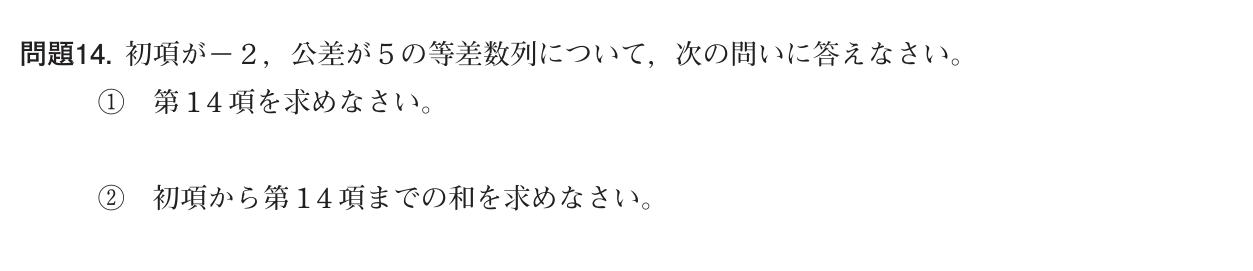 問題14. 初項が－２，公差が５の等差数列について，次の問いに答えなさい。
①　第１４項を求めなさい。
②　初項から第１４項までの和を求めなさい。